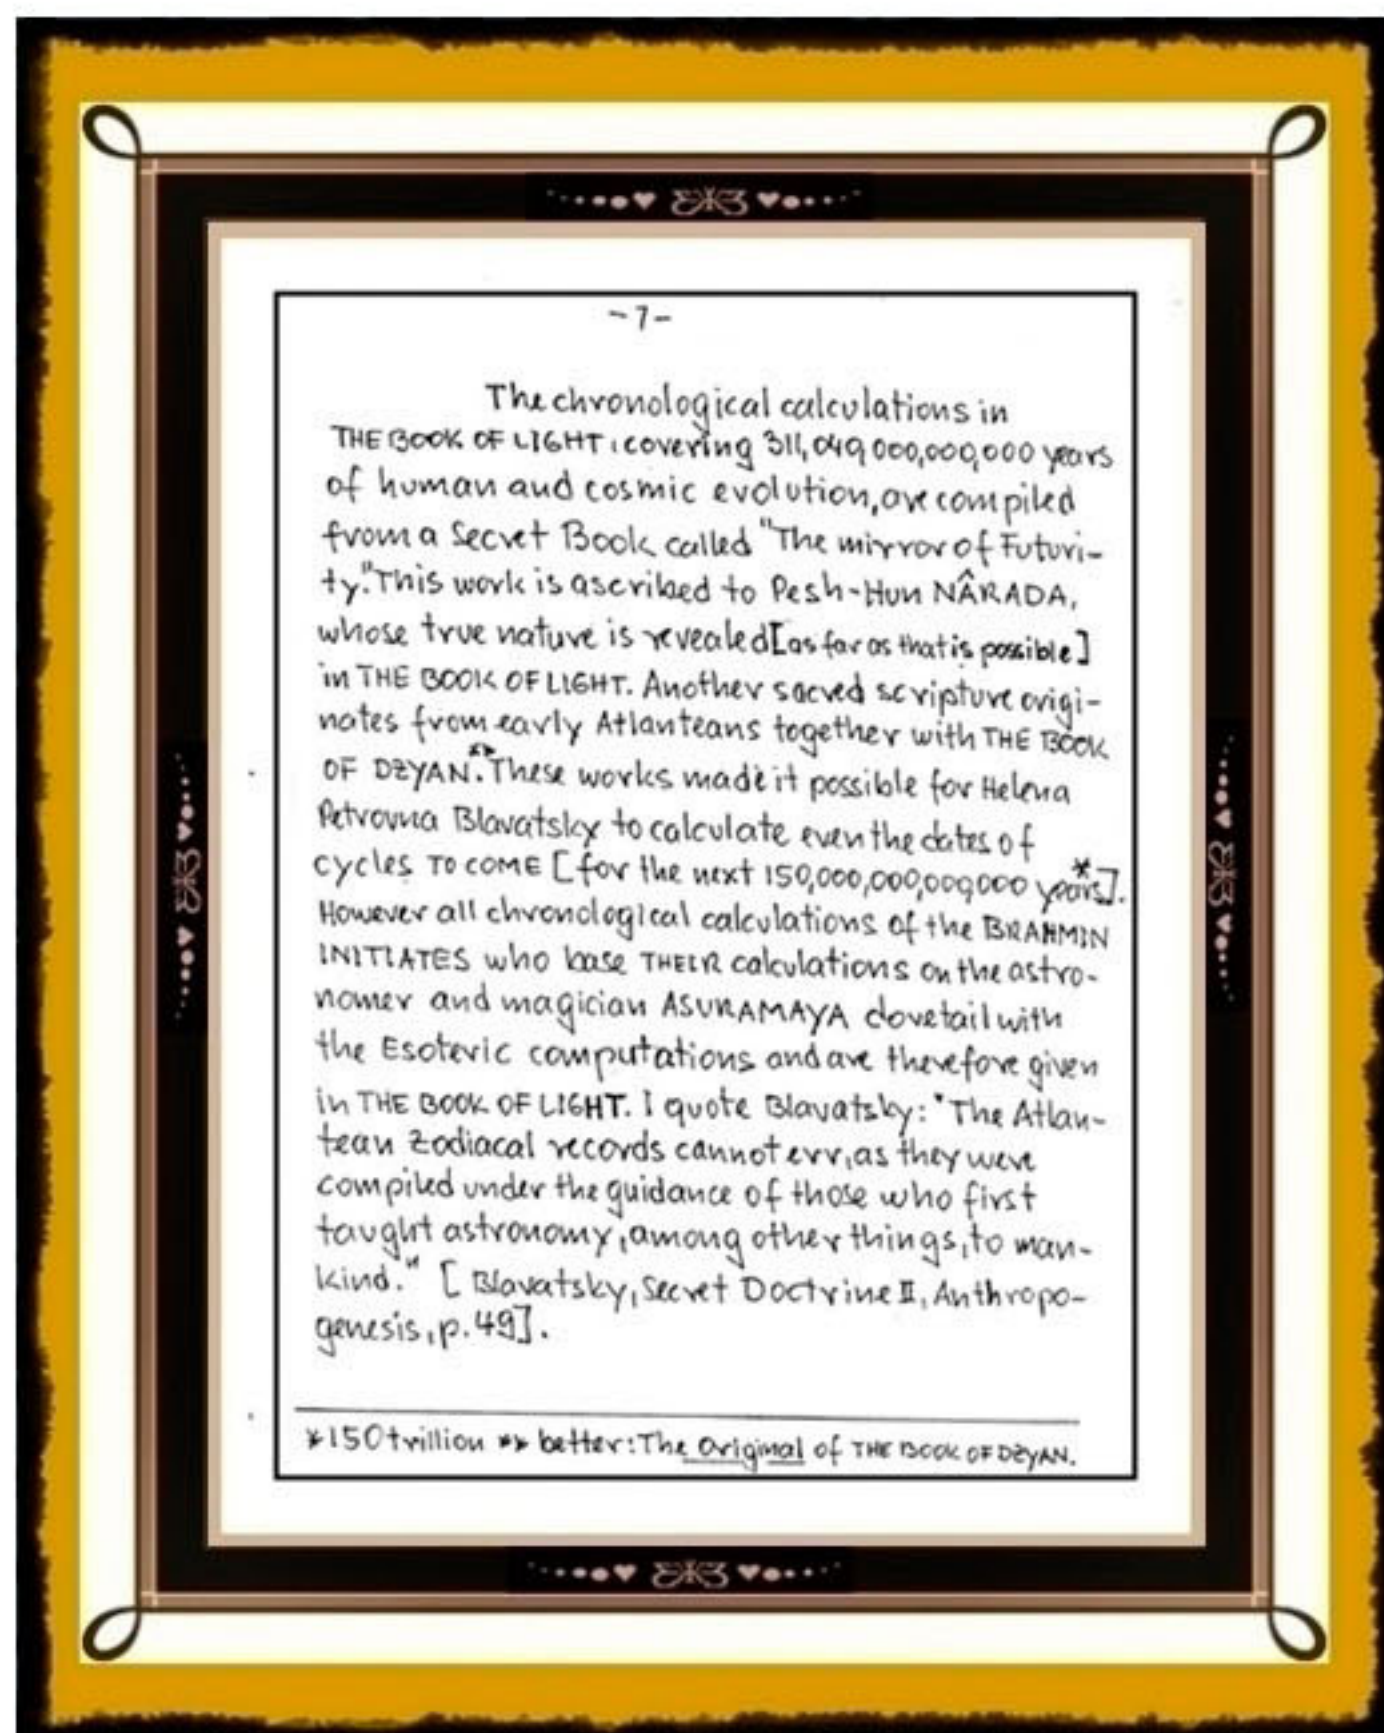 -7-
The chronological calculations in
THE BOOK OF LIGHT, covering 311,040,000,000,000 years
of human and cosmic evolution, are compiled
from a Secret Book called "The mirror of Futuri-
ty." This work is ascribed to Pesh-Hun NÂRADA,
whose true nature is revealed [as far as that is possible]
in THE BOOK OF LIGHT. Another sacred scripture origi-
nates from early Atlanteans together with THE BOOK
OF DZYAN.** These works made it possible for Helena
Petrovna Blavatsky to calculate even the dates of
cycles TO COME [for the next 150,000,000,000,000 years*].
However all chronological calculations of the BRAHMIN
INITIATES who base THEIR calculations on the astro-
nomer and magician ASURAMAYA dovetail with
the Esoteric computations and are therefore given
in THE BOOK OF LIGHT. I quote Blavatsky: "The Atlan-
tean Zodiacal records cannot err, as they were
compiled under the guidance of those who first
taught astronomy, among other things, to man-
kind." [Blavatsky, Secret Doctrine II, Anthropo-
genesis, p. 49].
*150 trillion ** better: The Original of THE BOOK OF DZYAN.